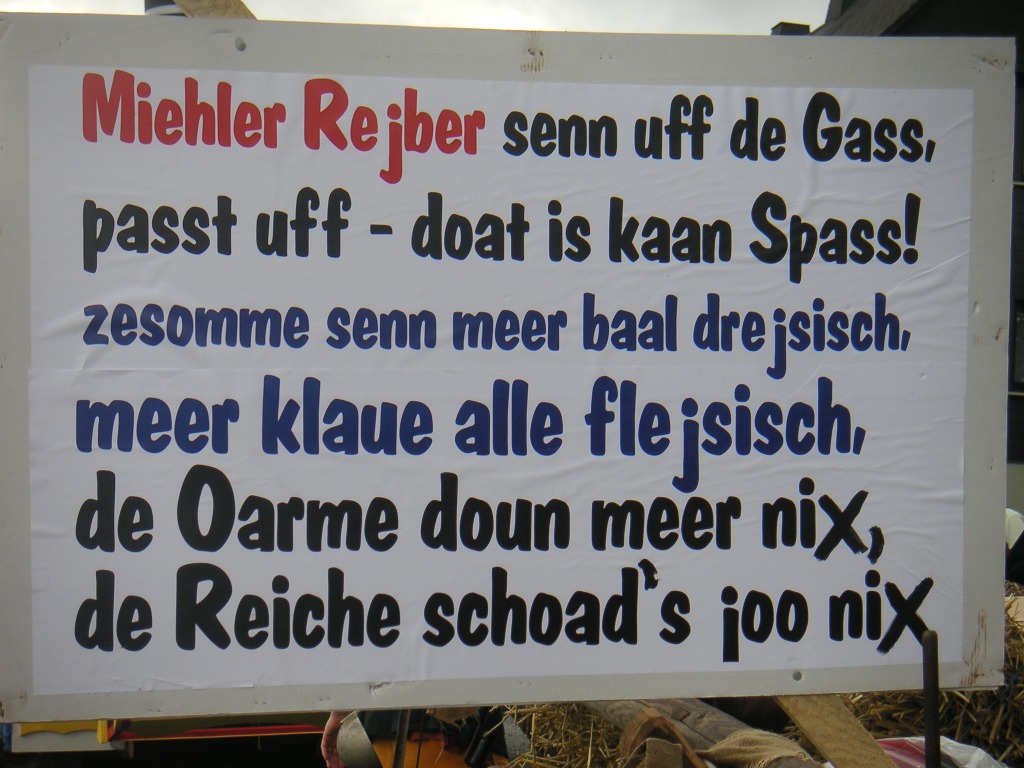 Miehler Rejber senn uff de Gass,
passt uff - doat is kaan Spass!
zesomme senn meer baal drejsisch,
meer klaue alle flejsisch,
de Oarme doun meer nix,
de Reiche schoad`s joo nix